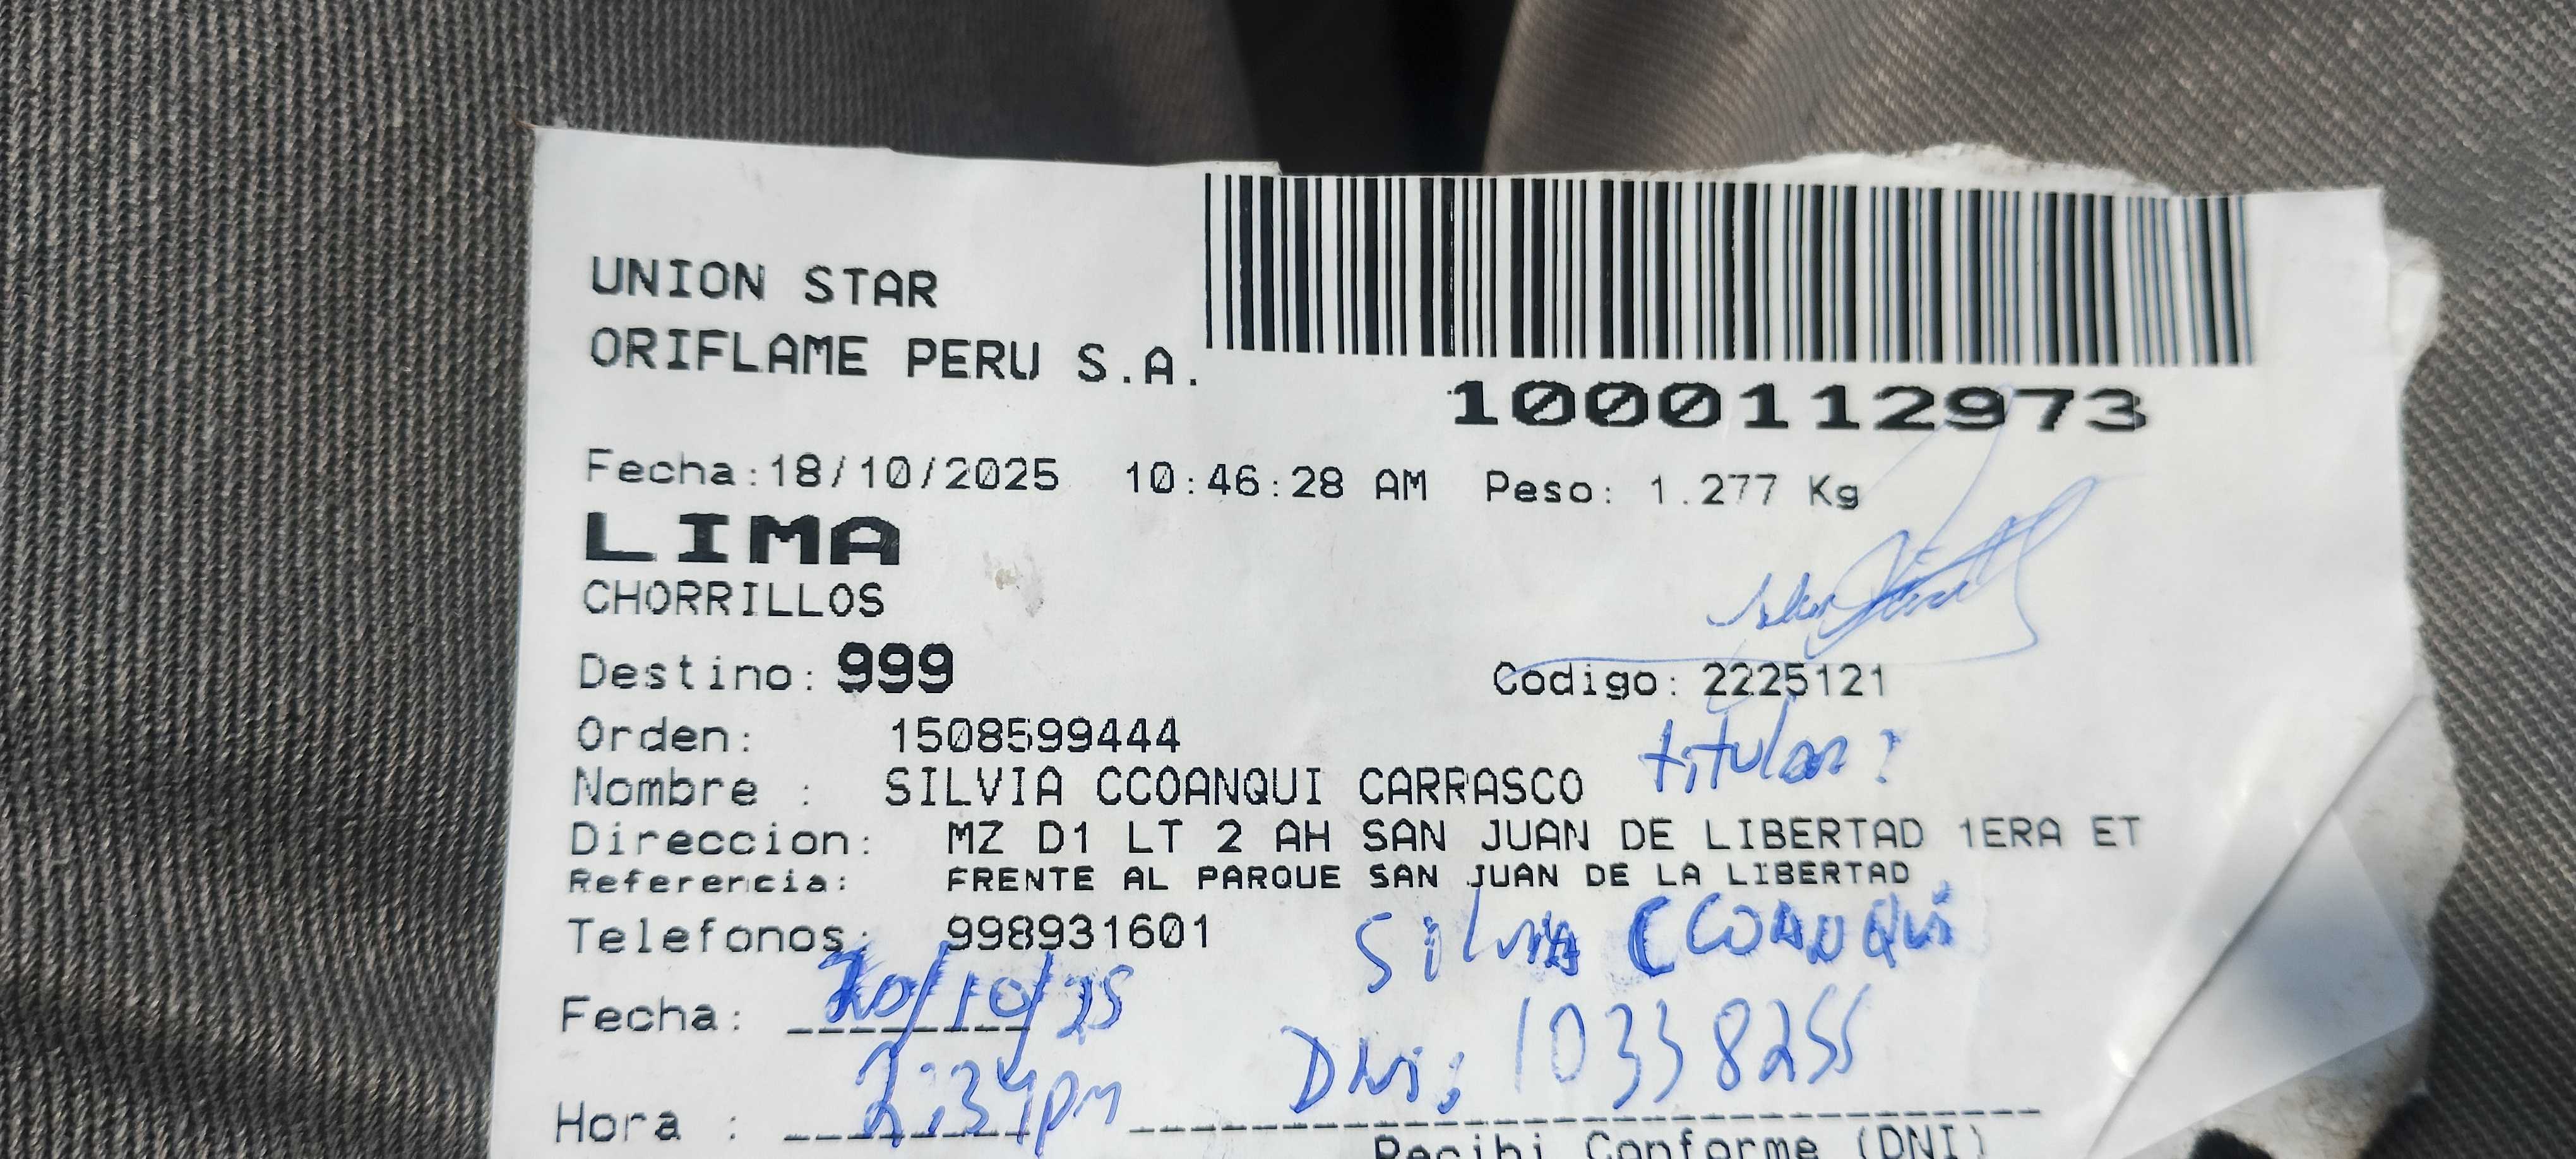 UNION STAR
ORIFLAME PERU S.A.
1000112973
Fecha:18/10/2025 10:46:28 AM Peso: 1.277 Kg
LIMA
CHORRILLOS
Destino: 999 Codigo: 2225121
Orden: 1508599444
titular:
Nombre : SILVIA CCOANQUI CARRASCO
Direccion: MZ D1 LT 2 AH SAN JUAN DE LIBERTAD 1ERA ET
Referencia: FRENTE AL PARQUE SAN JUAN DE LA LIBERTAD
Telefonos: 998931601 Silvia CCOANQUI
Fecha: 20/10/25
Dni: 10338255
Hora : 2:34pm
Recibi Conforme (DNI)